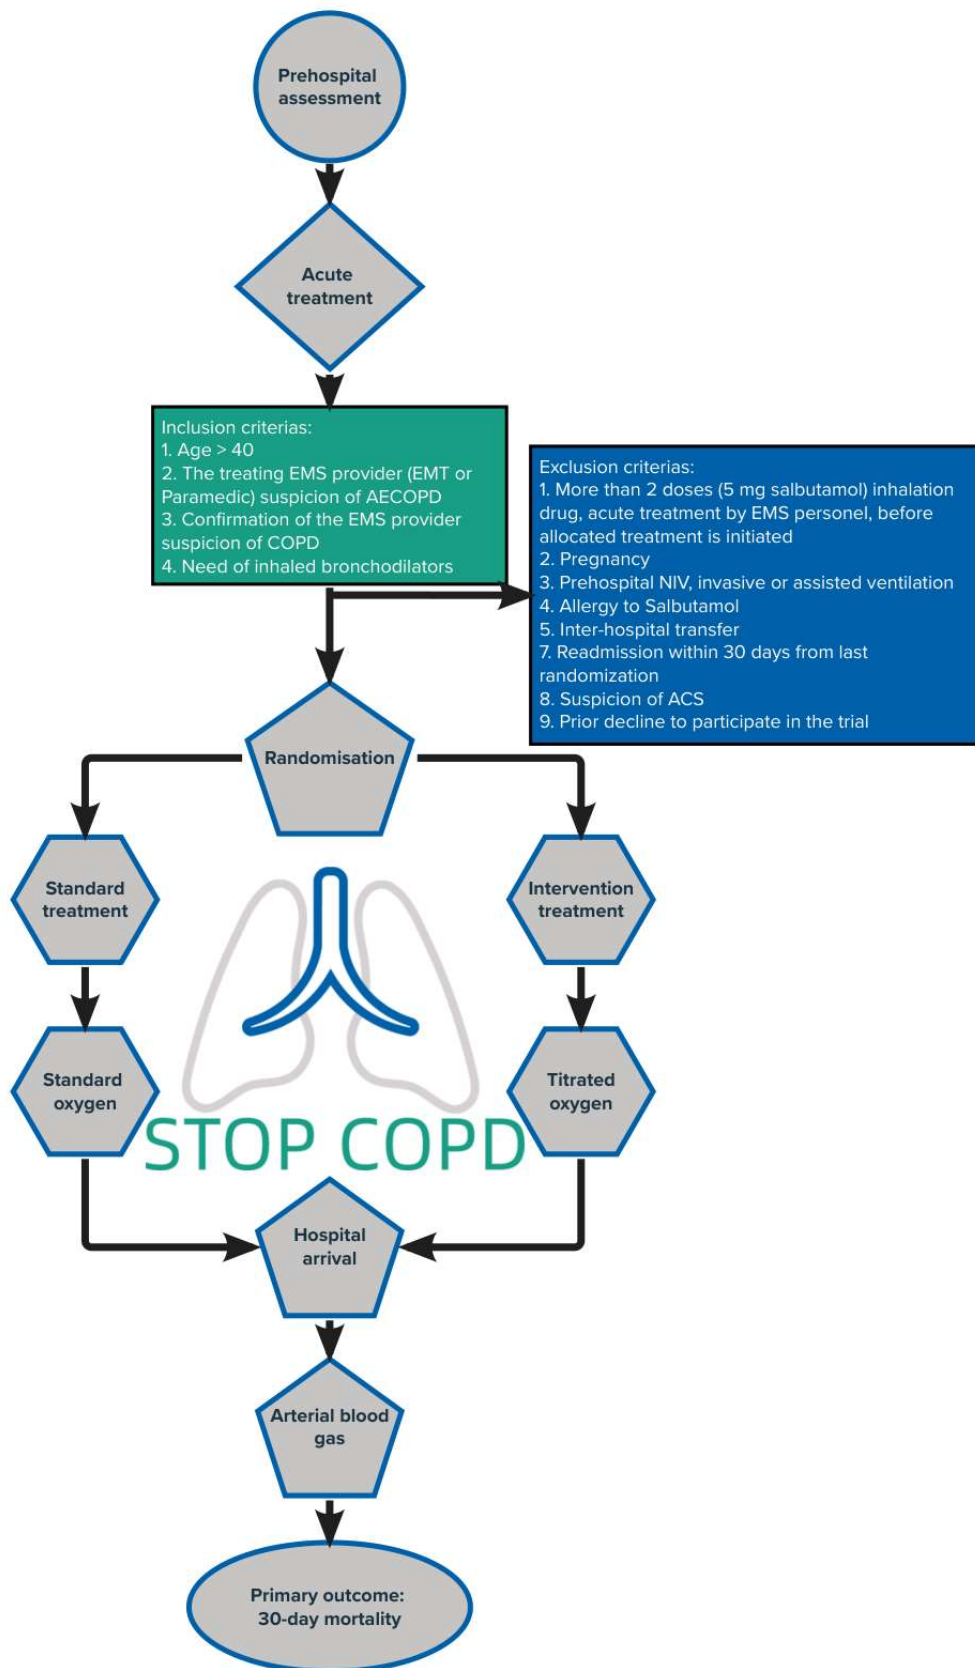 Prehospital
assessment
Acute
treatment
Inclusion criterias:
1. Age > 40
2. The treating EMS provider (EMT or
Paramedic) suspicion of AECOPD
3. Confirmation of the EMS provider
suspicion of COPD
4. Need of inhaled bronchodilators
Exclusion criterias:
1. More than 2 doses (5 mg salbutamol) inhalation
drug, acute treatment by EMS personel, before
allocated treatment is initiated
2. Pregnancy
3. Prehospital NIV, invasive or assisted ventilation
4. Allergy to Salbutamol
5. Inter-hospital transfer
7. Readmission within 30 days from last
randomization
8. Suspicion of ACS
9. Prior decline to participate in the trial
Randomisation
Standard
treatment
Intervention
treatment
Standard
oxygen
Titrated
oxygen
STOP COPD
Hospital
arrival
Arterial blood
gas
Primary outcome:
30-day mortality